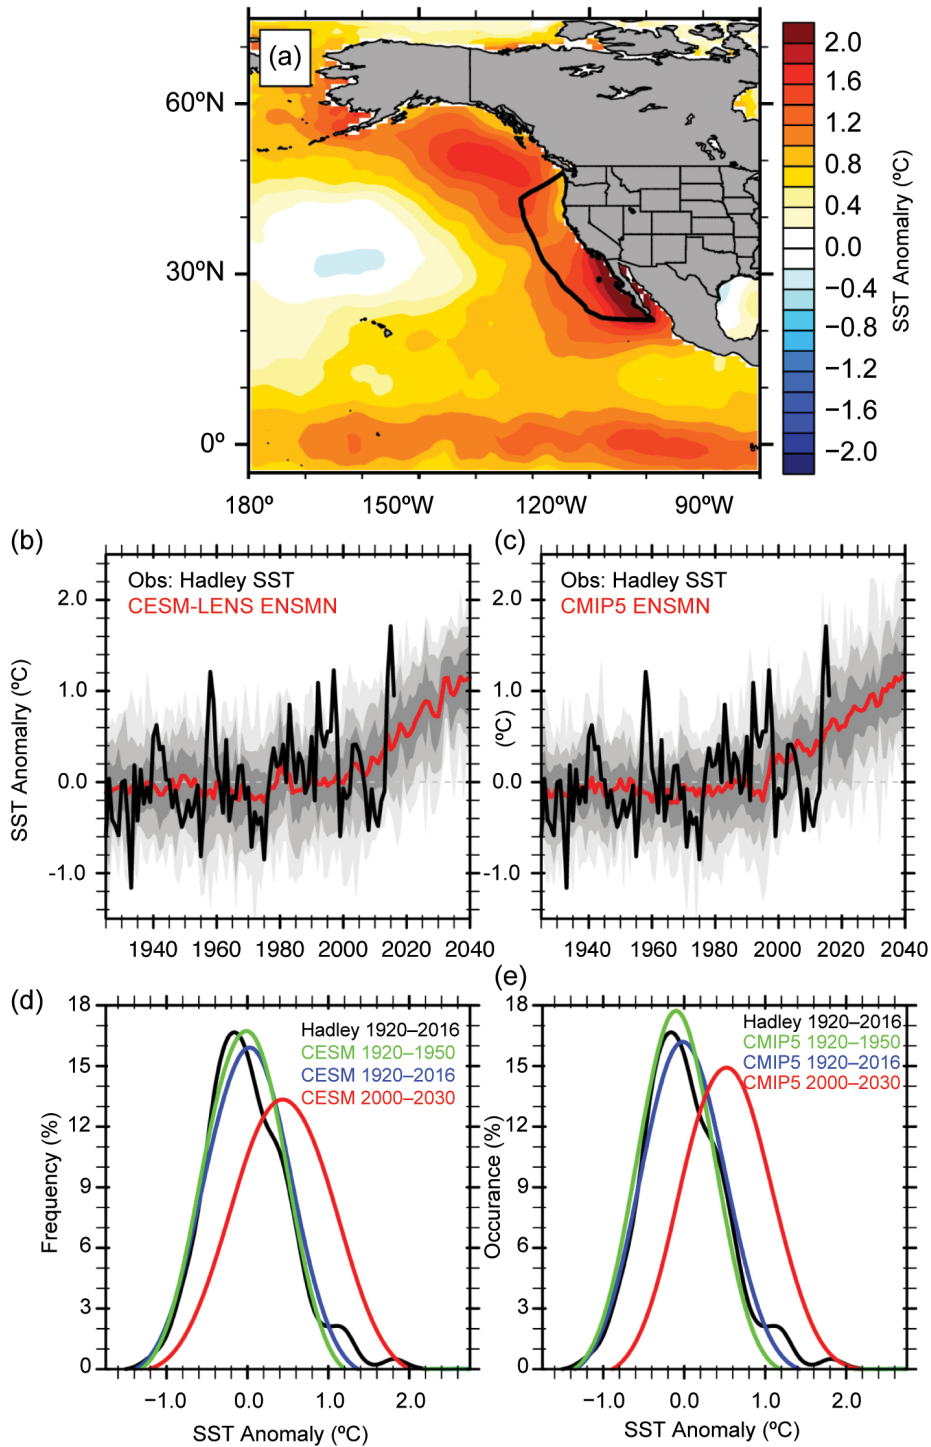 (a)
60ºN
30ºN
0º
180º
150ºW
120ºW
90ºW
2.0
1.6
1.2
0.8
0.4
0.0
−0.4
−0.8
−1.2
−1.6
−2.0
SST Anomalry (ºC)
(b)
Obs: Hadley SST
CESM-LENS ENSMN
SST Anomalry (ºC)
2.0
1.0
0.0
-1.0
1940
1960
1980
2000
2020
2040
(c)
Obs: Hadley SST
CMIP5 ENSMN
(ºC)
2.0
1.0
0.0
-1.0
1940
1960
1980
2000
2020
2040
(d)
Hadley 1920–2016
CESM 1920–1950
CESM 1920–2016
CESM 2000–2030
Frequency (%)
18
15
12
9
6
3
0
−1.0
0.0
1.0
2.0
SST Anomaly (ºC)
(e)
Hadley 1920–2016
CMIP5 1920–1950
CMIP5 1920–2016
CMIP5 2000–2030
Occurance (%)
18
15
12
9
6
3
0
−1.0
0.0
1.0
2.0
SST Anomaly (ºC)